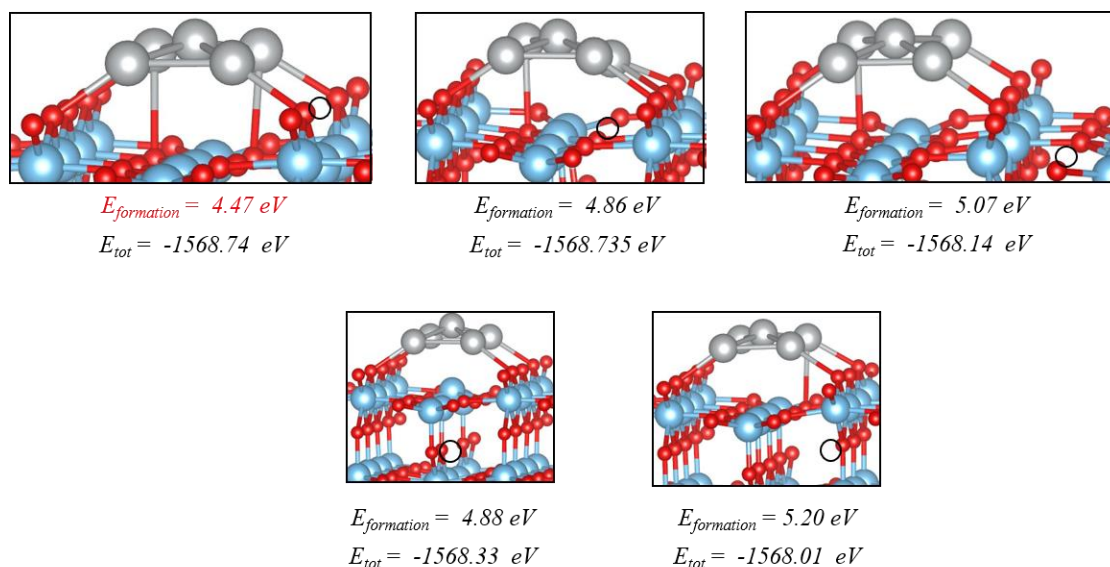 E_formation = 4.47 eV
E_tot = -1568.74 eV
E_formation = 4.86 eV
E_tot = -1568.735 eV
E_formation = 5.07 eV
E_tot = -1568.14 eV
E_formation = 4.88 eV
E_tot = -1568.33 eV
E_formation = 5.20 eV
E_tot = -1568.01 eV